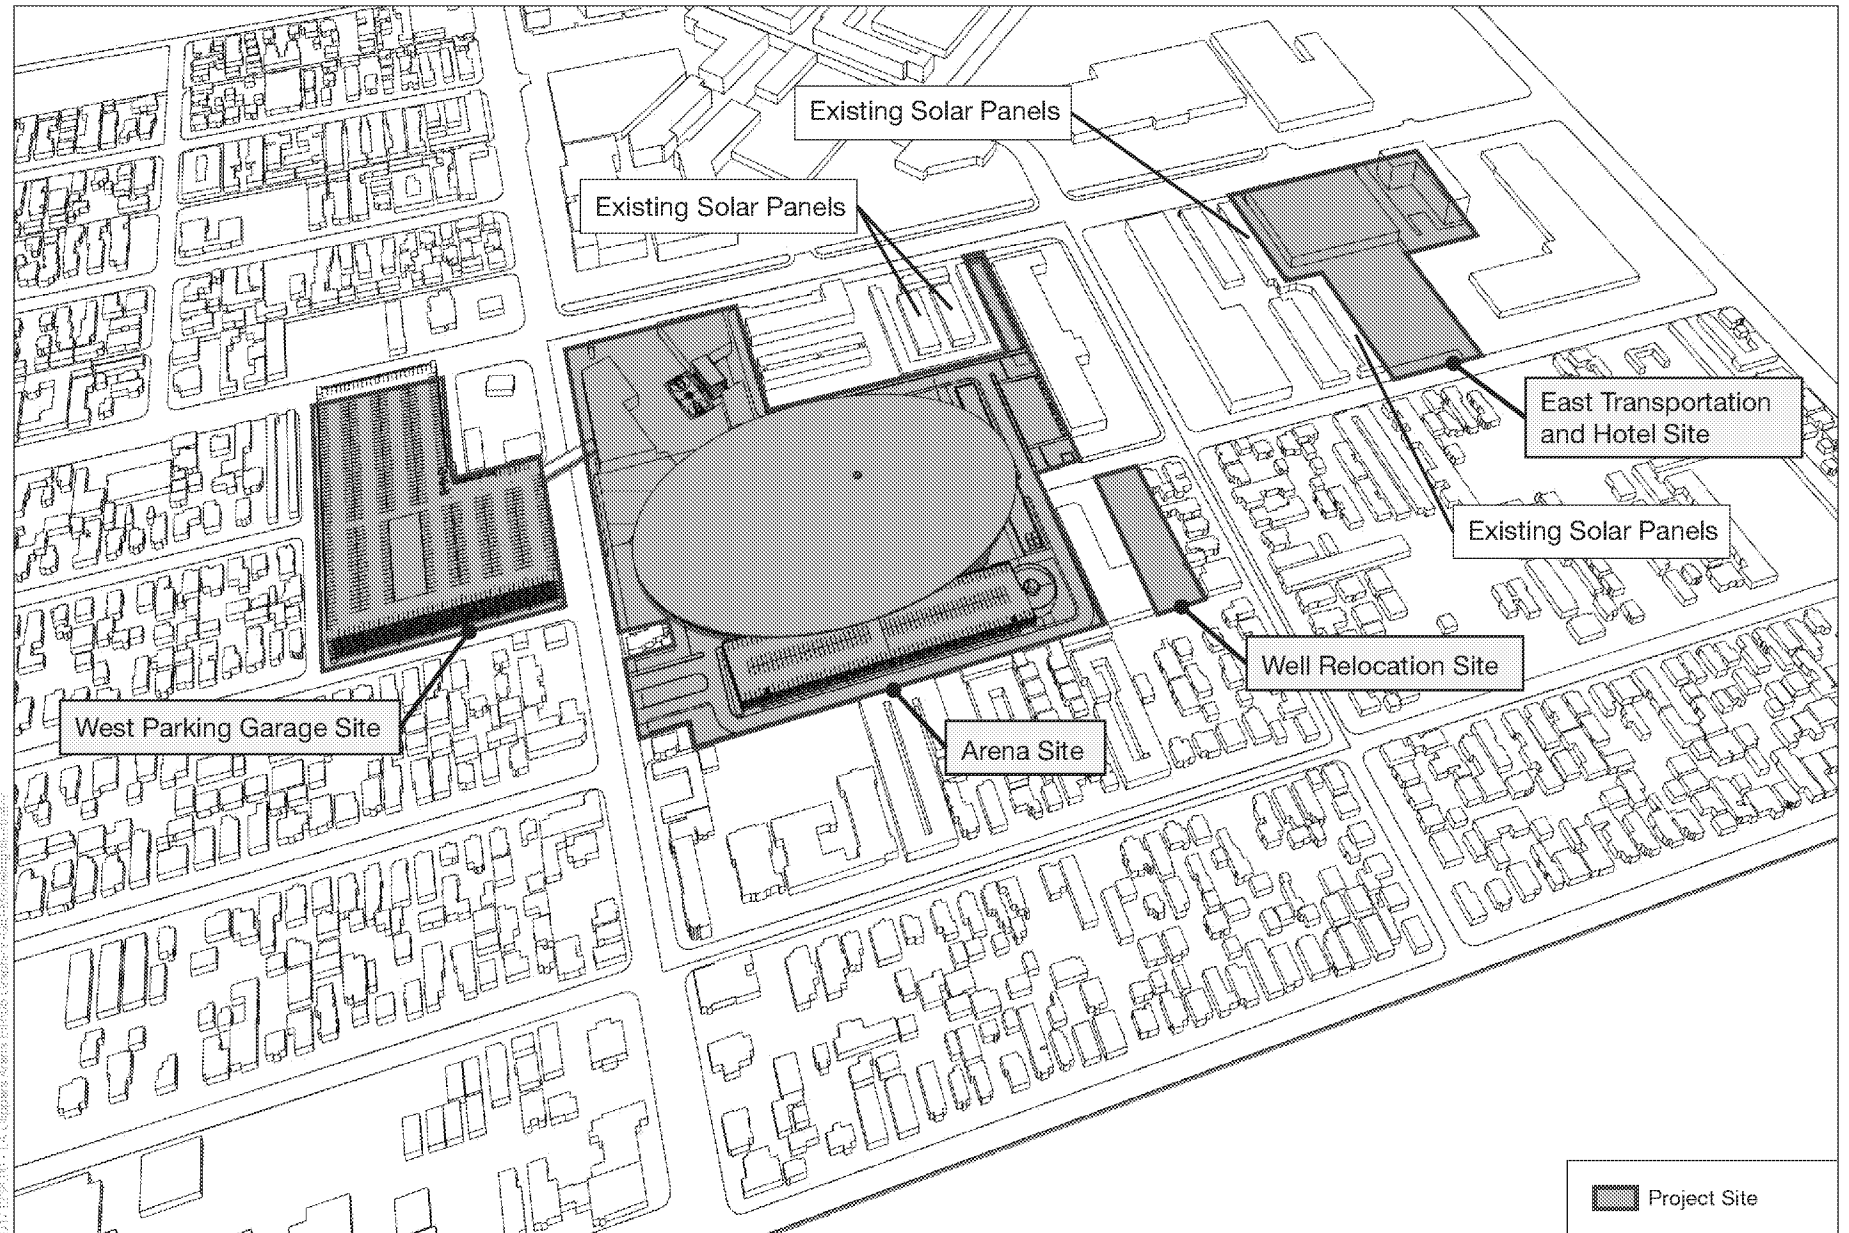 Existing Solar Panels
Existing Solar Panels
East Transportation
and Hotel Site
Existing Solar Panels
Well Relocation Site
West Parking Garage Site
Arena Site
Project Site